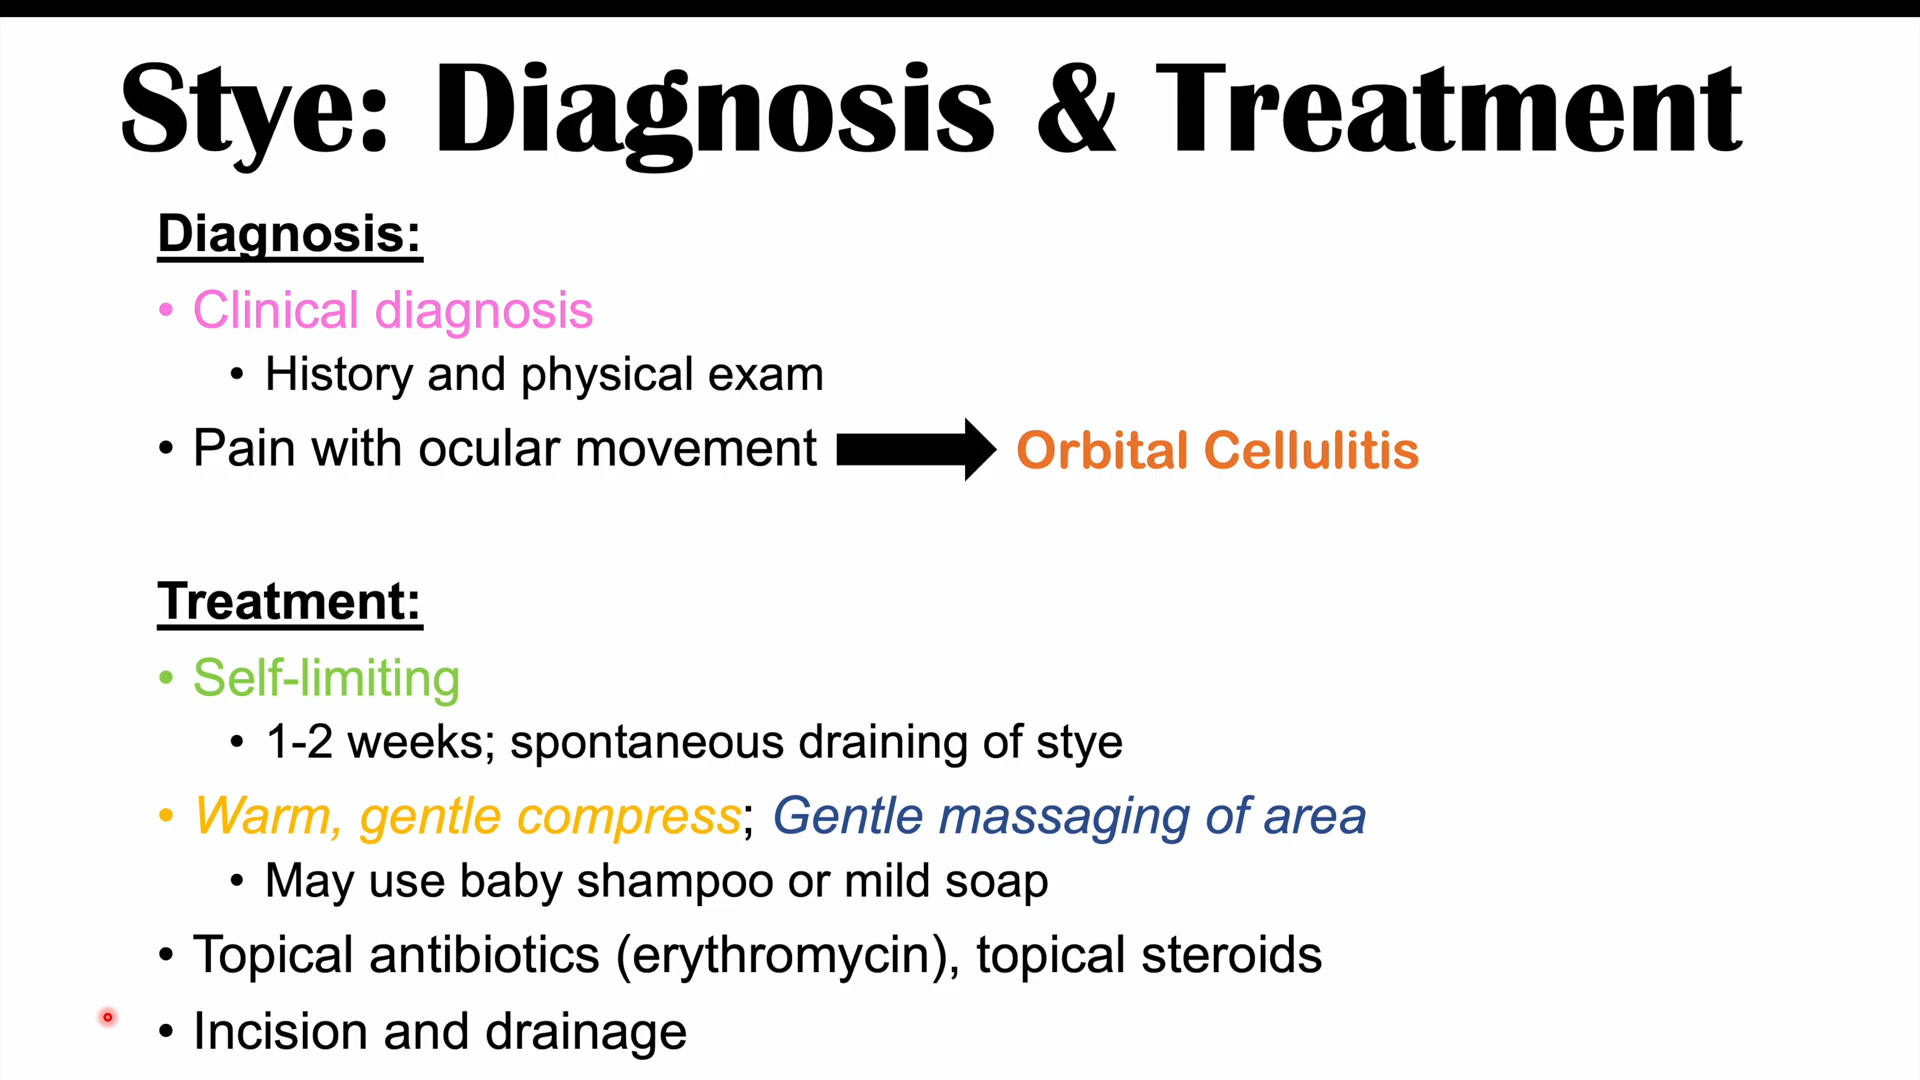 Stye: Diagnosis & Treatment
Diagnosis:
• Clinical diagnosis
• History and physical exam
• Pain with ocular movement Orbital Cellulitis
Treatment:
• Self-limiting
• 1-2 weeks; spontaneous draining of stye
• Warm, gentle compress; Gentle massaging of area
• May use baby shampoo or mild soap
• Topical antibiotics (erythromycin), topical steroids
• Incision and drainage